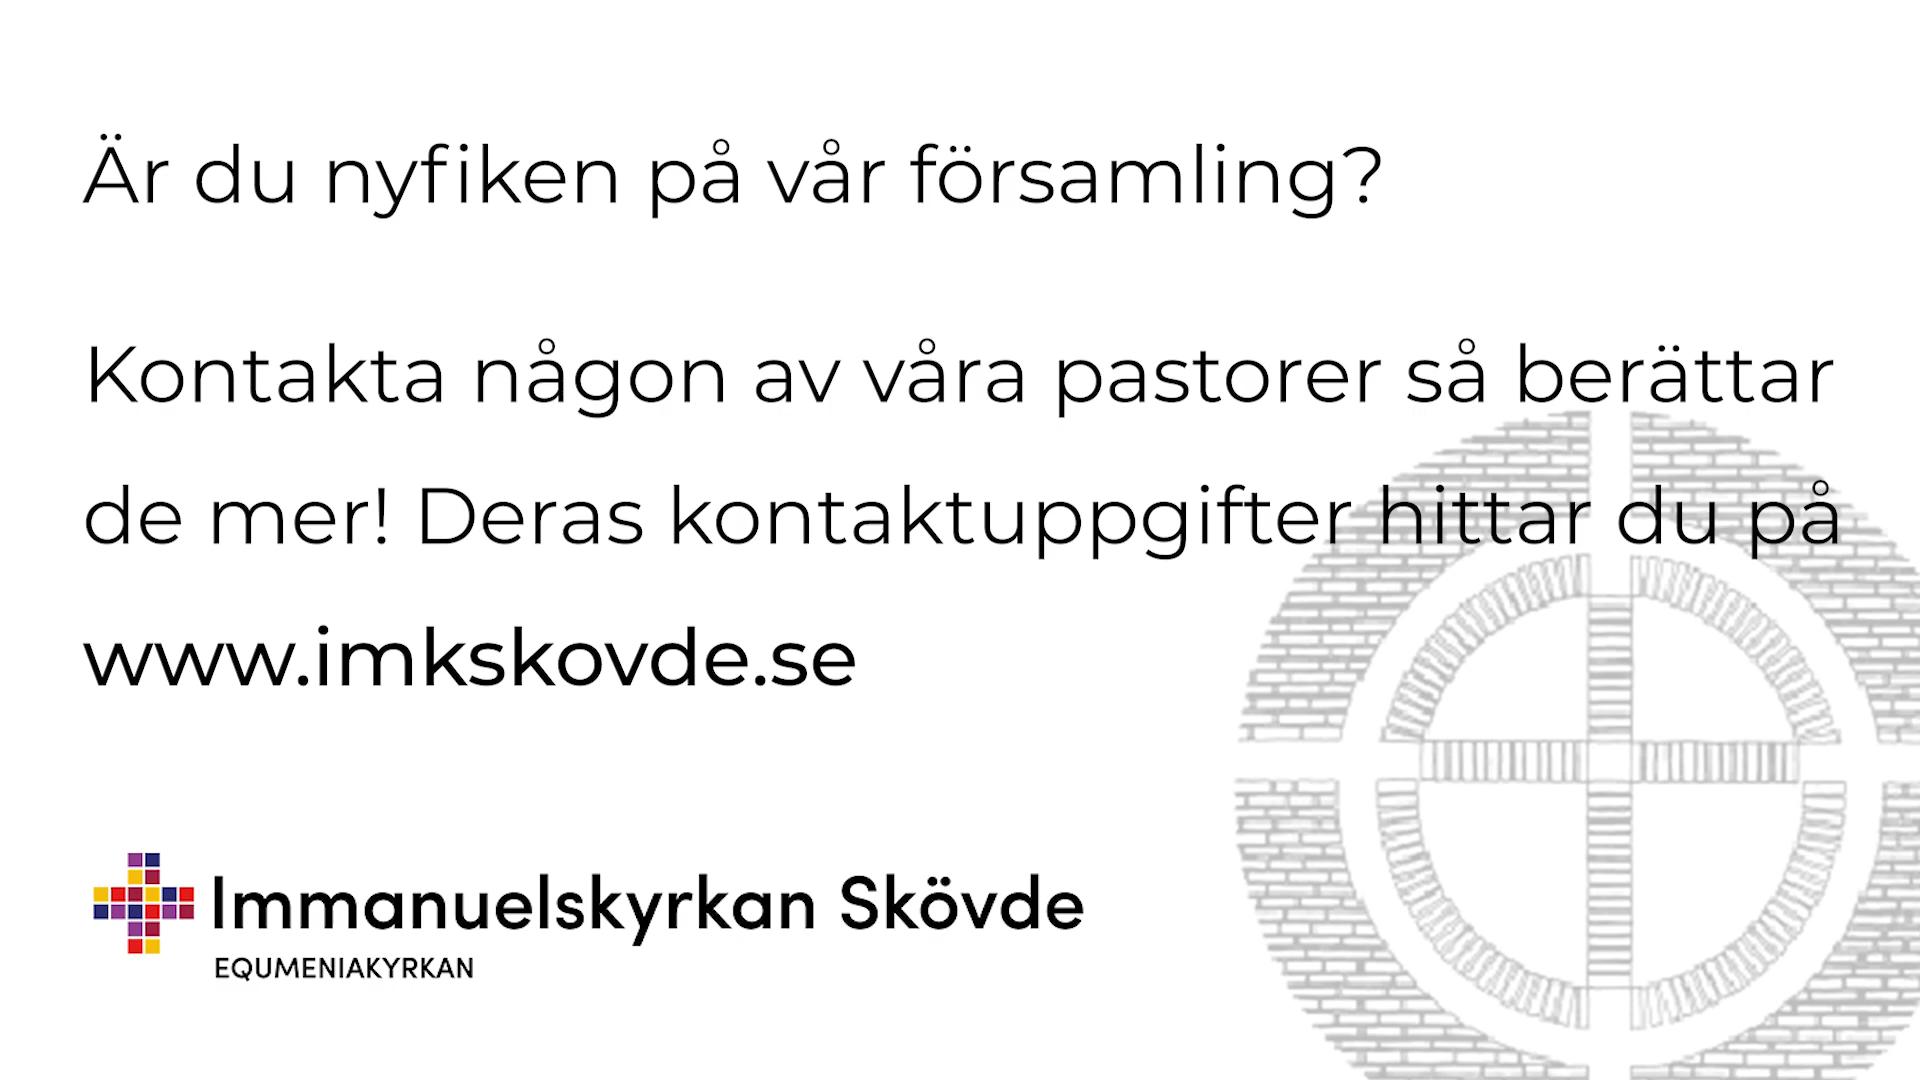 Är du nyfiken på vår församling?
Kontakta någon av våra pastorer så berättar
de mer! Deras kontaktuppgifter hittar du på
www.imkskovde.se
Immanuelskyrkan Skövde
EQUMENIAKYRKAN